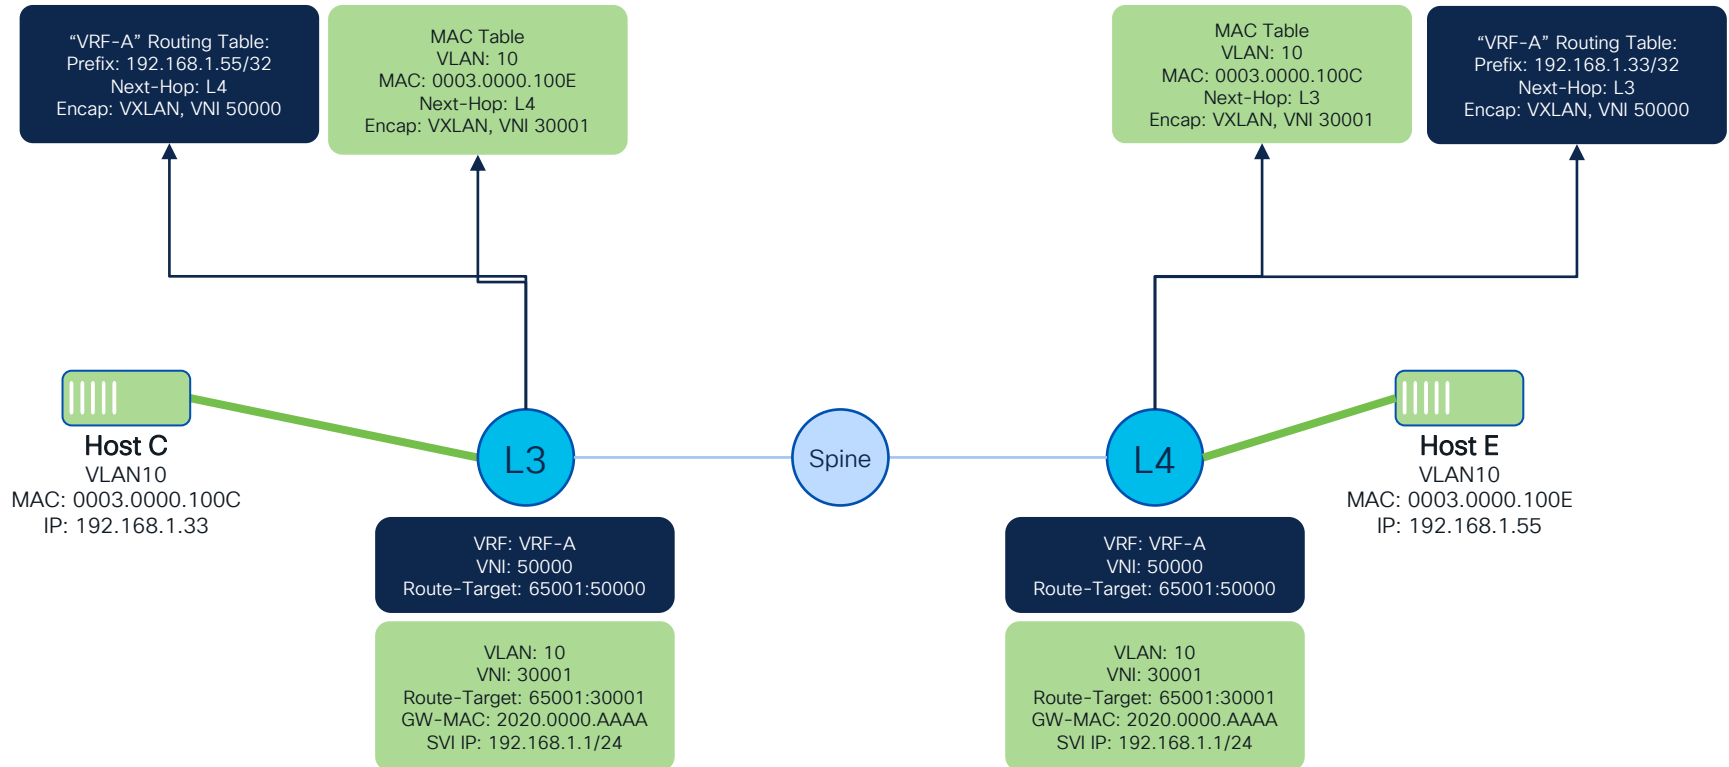 “VRF-A” Routing Table:
Prefix: 192.168.1.55/32
Next-Hop: L4
Encap: VXLAN, VNI 50000
MAC Table
VLAN: 10
MAC: 0003.0000.100E
Next-Hop: L4
Encap: VXLAN, VNI 30001
MAC Table
VLAN: 10
MAC: 0003.0000.100C
Next-Hop: L3
Encap: VXLAN, VNI 30001
“VRF-A” Routing Table:
Prefix: 192.168.1.33/32
Next-Hop: L3
Encap: VXLAN, VNI 50000
Host C
VLAN10
MAC: 0003.0000.100C
IP: 192.168.1.33
L3
Spine
L4
Host E
VLAN10
MAC: 0003.0000.100E
IP: 192.168.1.55
VRF: VRF-A
VNI: 50000
Route-Target: 65001:50000
VLAN: 10
VNI: 30001
Route-Target: 65001:30001
GW-MAC: 2020.0000.AAAA
SVI IP: 192.168.1.1/24
VRF: VRF-A
VNI: 50000
Route-Target: 65001:50000
VLAN: 10
VNI: 30001
Route-Target: 65001:30001
GW-MAC: 2020.0000.AAAA
SVI IP: 192.168.1.1/24